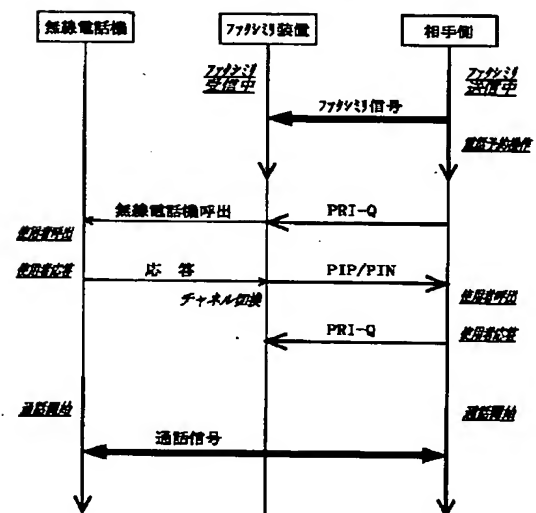 無線電話機
ファクシミリ装置
相手側
ファクシミリ
受信中
ファクシミリ
送信中
ファクシミリ信号
電話予約操作
無線電話機呼出
PRI-Q
使用者呼出
使用者応答
応 答
PIP/PIN
チャネル切換
使用者呼出
PRI-Q
使用者応答
通話開始
通話開始
通話信号